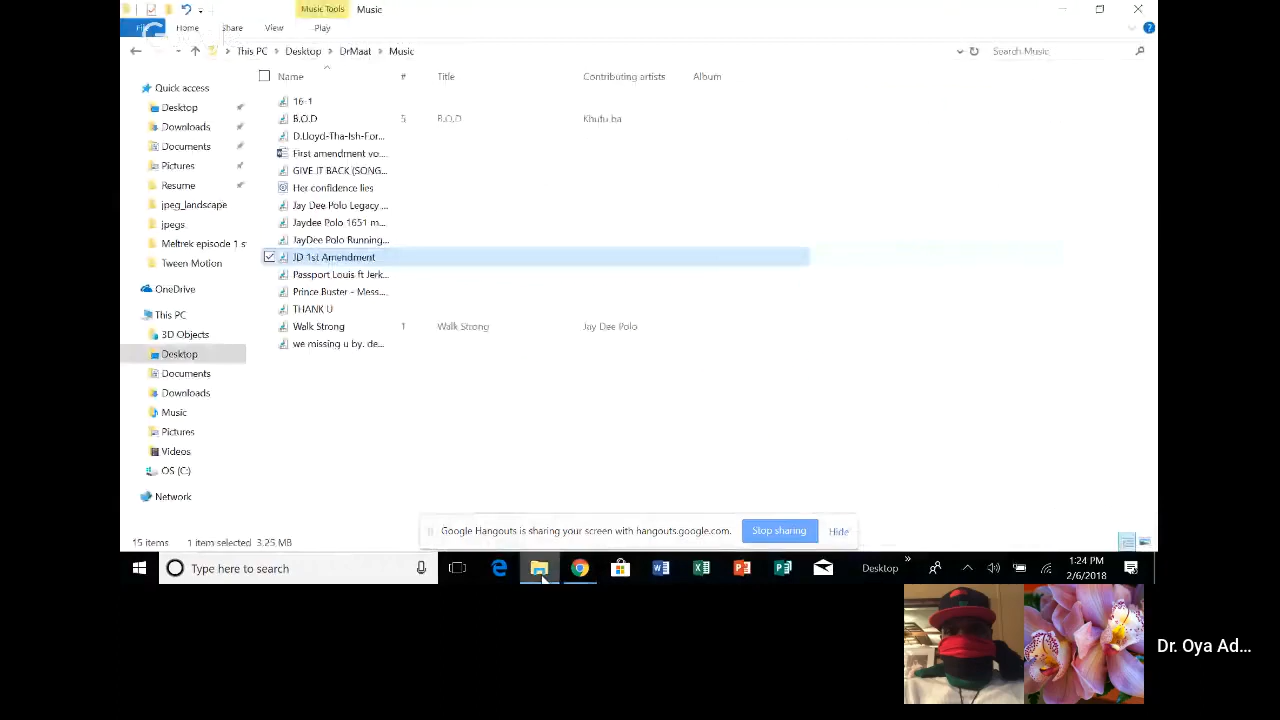 Music Tools Music
File Home Share View Play
This PC Desktop DrMaat Music Search Music
Name # Title Contributing artists Album
Quick access
Desktop
Downloads
Documents
Pictures
Resume
jpeg_landscape
jpegs
Meltrek episode 1 s
Tween Motion
OneDrive
This PC
3D Objects
Desktop
Documents
Downloads
Music
Pictures
Videos
OS (C:)
Network
16-1
B.O.D 5 B.O.D Khufu ba
D.Lloyd-Tha-Ish-For...
First amendment vo...
GIVE IT BACK (SONG...
Her confidence lies
Jay Dee Polo Legacy ...
Jaydee Polo 1651 m...
JayDee Polo Running...
JD 1st Amendment
Passport Louis ft Jerk...
Prince Buster - Mess...
THANK U
Walk Strong 1 Walk Strong Jay Dee Polo
we missing u by. de...
Google Hangouts is sharing your screen with hangouts.google.com. Stop sharing Hide
15 items 1 item selected 3.25 MB
Type here to search Desktop » 1:24 PM
2/6/2018
Dr. Oya Ad...